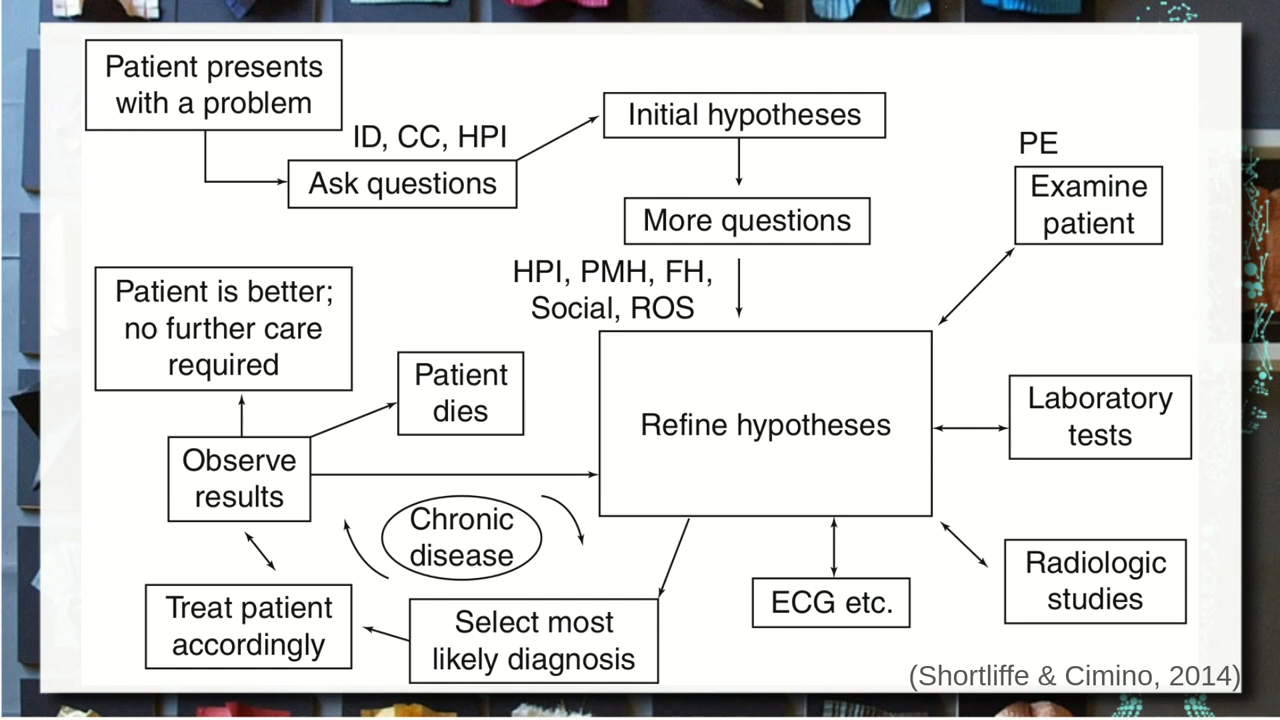 Patient presents
with a problem
ID, CC, HPI
Ask questions
Initial hypotheses
More questions
HPI, PMH, FH,
Social, ROS
PE
Examine
patient
Patient is better;
no further care
required
Patient
dies
Refine hypotheses
Laboratory
tests
Observe
results
Chronic
disease
Radiologic
studies
ECG etc.
Treat patient
accordingly
Select most
likely diagnosis
(Shortliffe & Cimino, 2014)